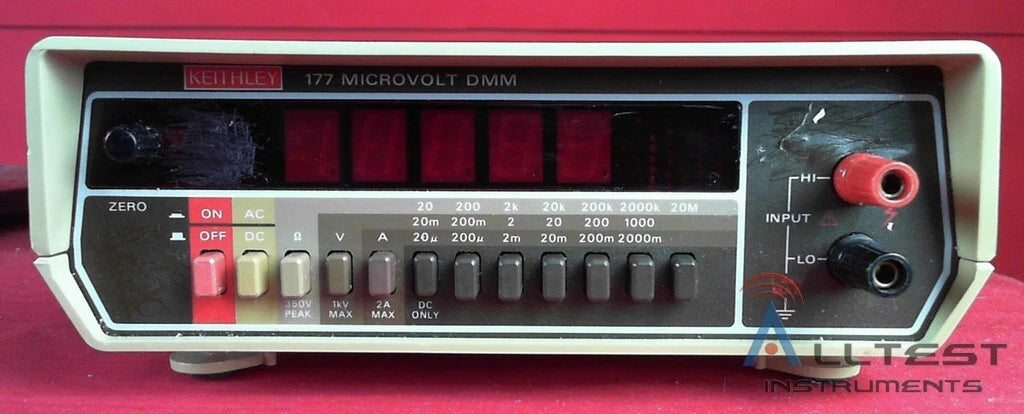 KEITHLEY 177 MICROVOLT DMM
ZERO
ON AC
OFF DC Ω V A
20 200 2k 20k 200k 2000k 20M
20m 200m 2 20 200 1000
20µ 200µ 2m 20m 200m 2000m
350V PEAK
1kV MAX
2A MAX
DC ONLY
HI
INPUT
LO
ALLTEST
INSTRUMENTS